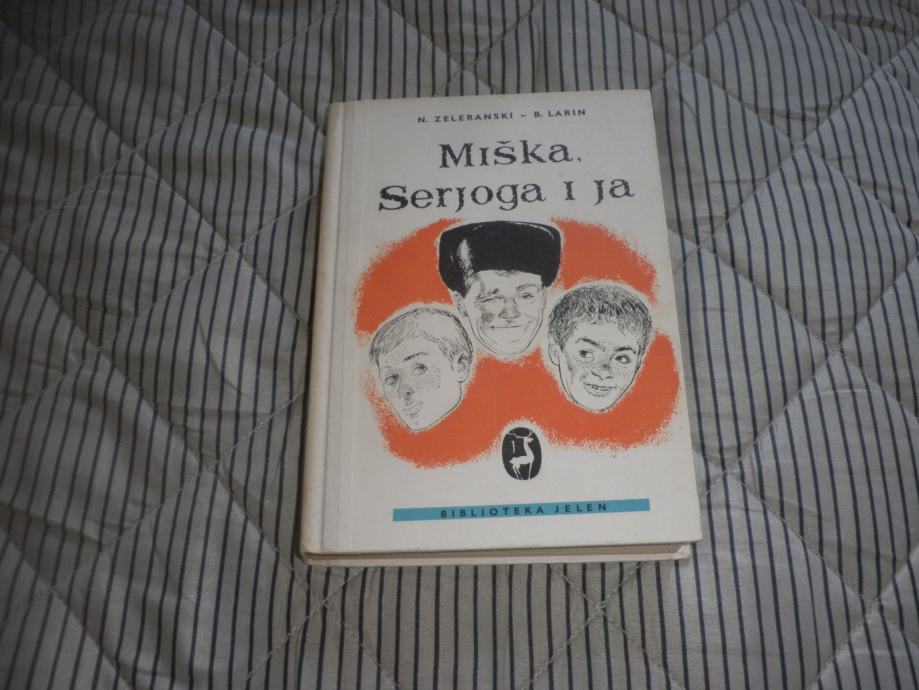 N. ZELERANSKI – B. LARIN
MIŠKA,
SERJOGA I JA
BIBLIOTEKA JELEN